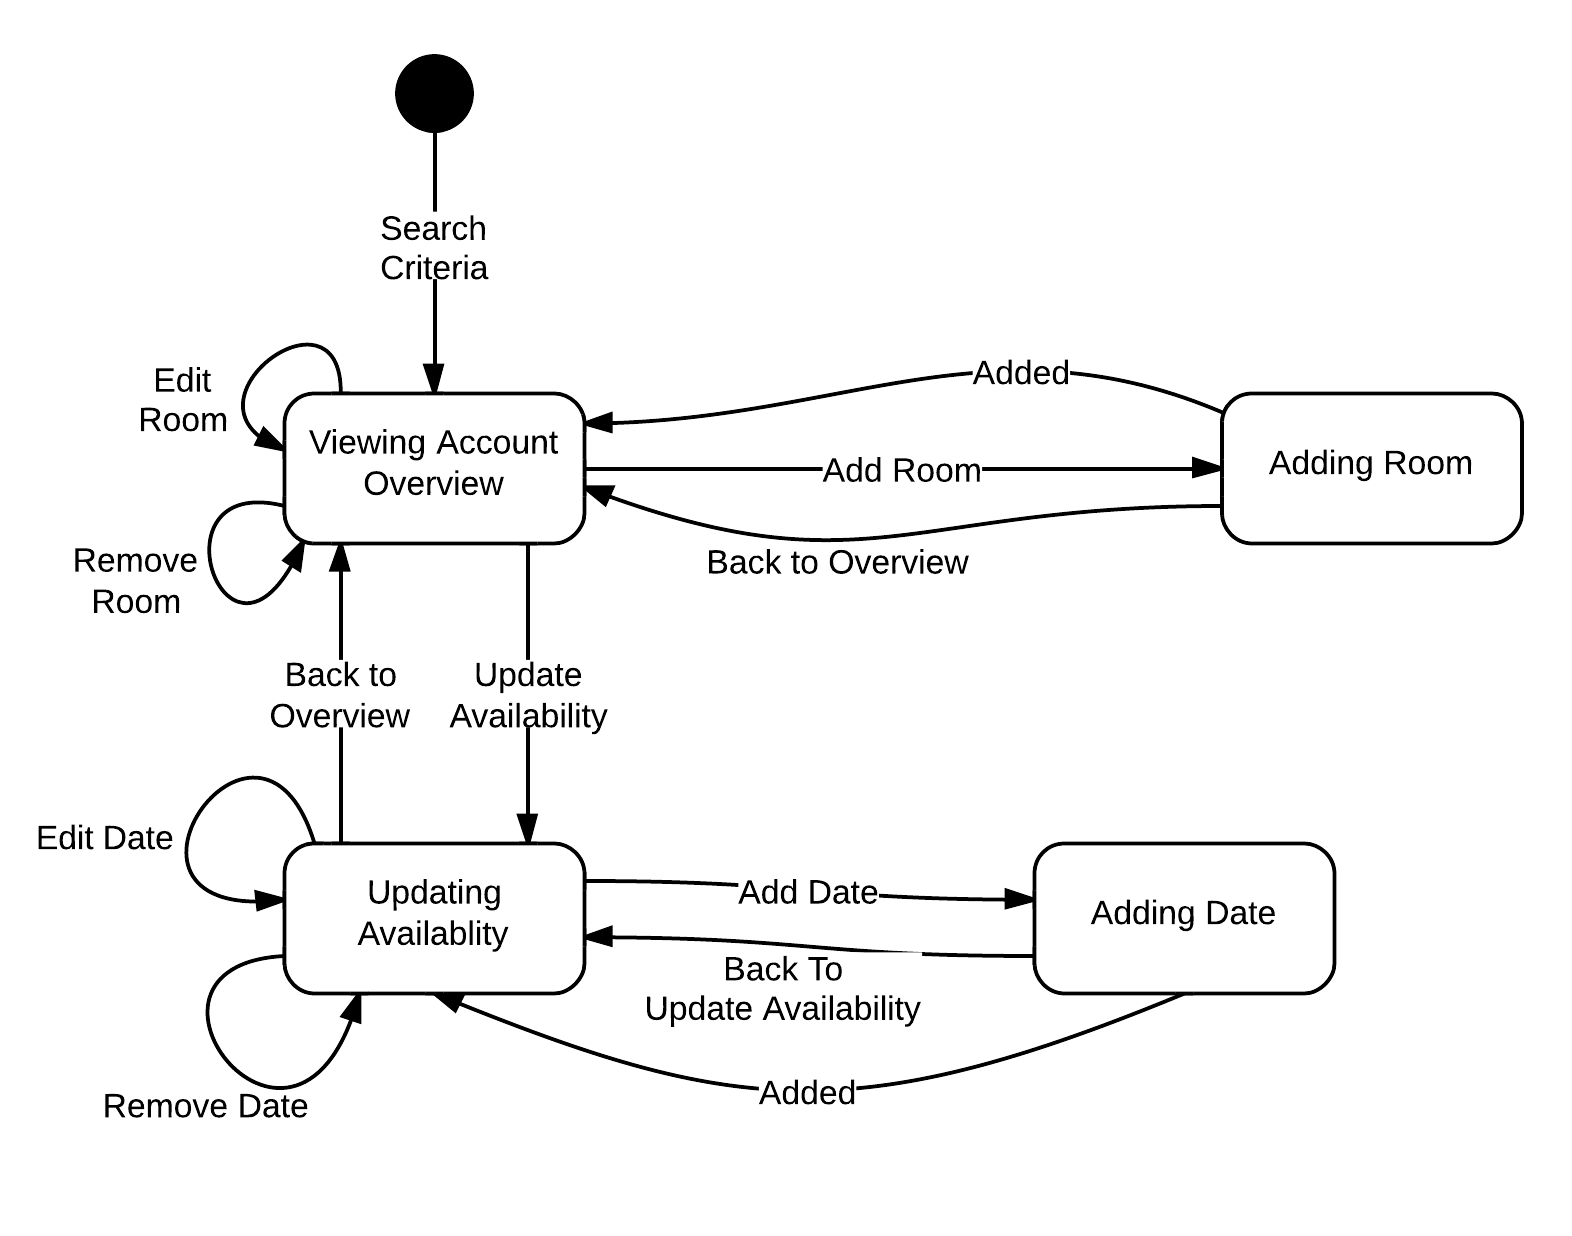 Search
Criteria
Edit
Room
Added
Viewing Account
Overview
Add Room
Adding Room
Back to Overview
Remove
Room
Back to
Overview
Update
Availability
Edit Date
Updating
Availablity
Add Date
Adding Date
Back To
Update Availability
Added
Remove Date